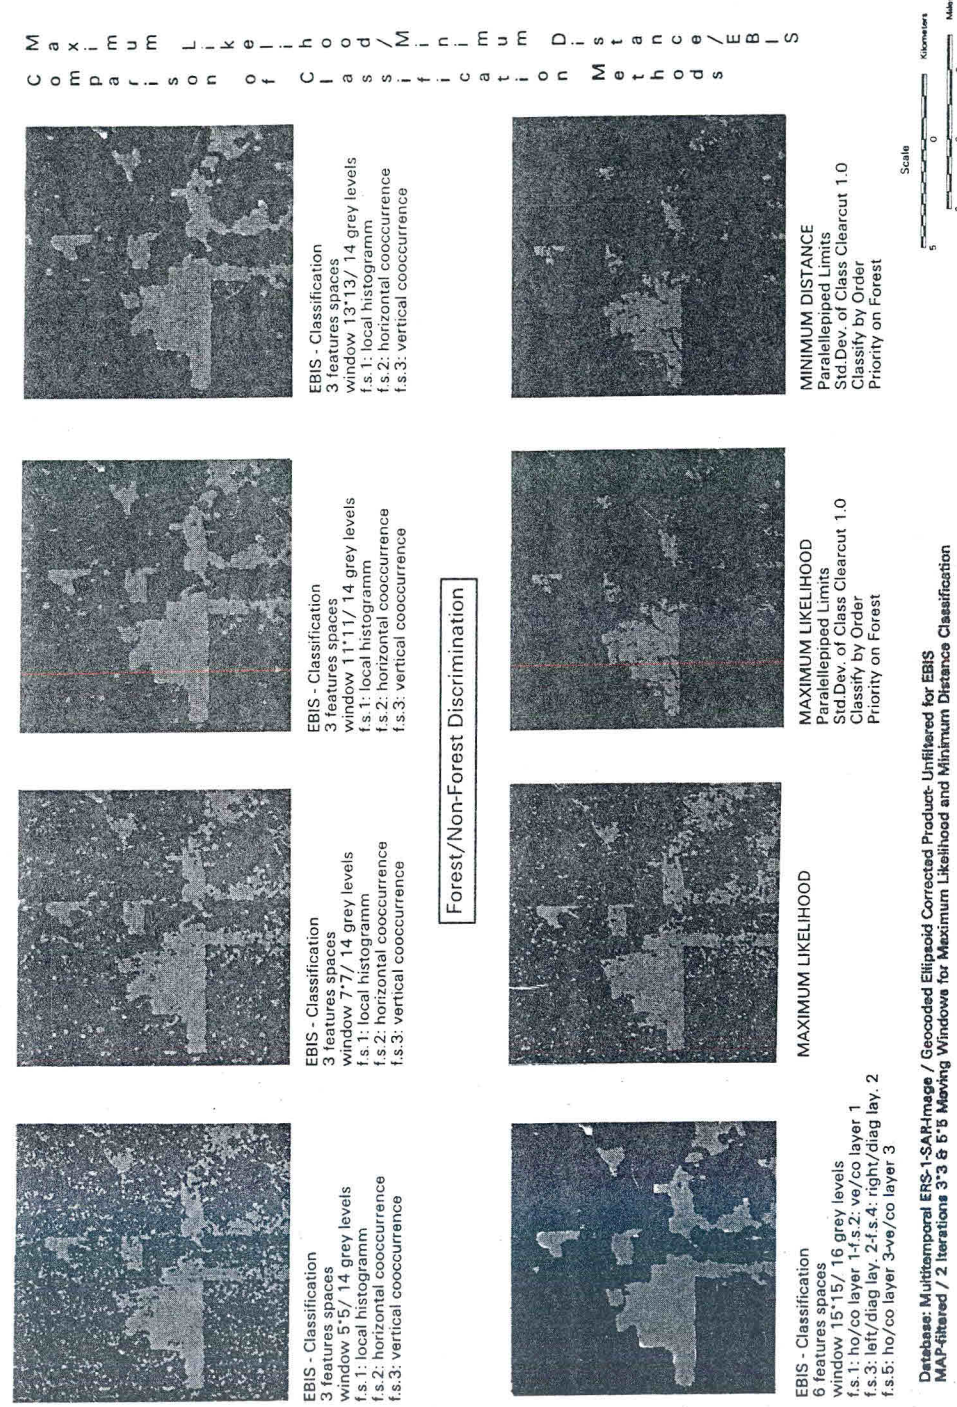 Comparison of Classification Methods
Maximum Likelihood/Minimum Distance/EBIS
EBIS - Classification
3 features spaces
window 5*5/ 14 grey levels
f.s.1: local histogramm
f.s.2: horizontal cooccurrence
f.s.3: vertical cooccurrence
EBIS - Classification
3 features spaces
window 7*7/ 14 grey levels
f.s.1: local histogramm
f.s.2: horizontal cooccurrence
f.s.3: vertical cooccurrence
EBIS - Classification
3 features spaces
window 11*11/ 14 grey levels
f.s.1: local histogramm
f.s.2: horizontal cooccurrence
f.s.3: vertical cooccurrence
EBIS - Classification
3 features spaces
window 13*13/ 14 grey levels
f.s.1: local histogramm
f.s.2: horizontal cooccurrence
f.s.3: vertical cooccurrence
Forest/Non-Forest Discrimination
EBIS - Classification
6 features spaces
window 15*15/ 16 grey levels
f.s.1: ho/co layer 1-f.s.2: ve/co layer 1
f.s.3: left/diag lay. 2-f.s.4: right/diag lay. 2
f.s.5: ho/co layer 3-ve/co layer 3
MAXIMUM LIKELIHOOD
MAXIMUM LIKELIHOOD
Paralellepiped Limits
Std.Dev. of Class Clearcut 1.0
Classify by Order
Priority on Forest
MINIMUM DISTANCE
Paralellepiped Limits
Std.Dev. of Class Clearcut 1.0
Classify by Order
Priority on Forest
Database: Multitemporal ERS-1-SAR-Image / Geocoded Ellipsoid Corrected Product- Unfiltered for EBIS
MAP-filtered / 2 Iterations 3*3 & 5*5 Moving Windows for Maximum Likelihood and Minimum Distance Classification
Scale
5 0 Kilometers
0